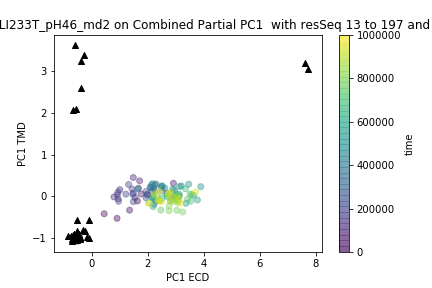 LI233T_pH46_md2 on Combined Partial PC1 with resSeq 13 to 197 and
1000000
800000
600000
400000
200000
0
time
3
2
1
0
−1
PC1 TMD
0 2 4 6 8
PC1 ECD